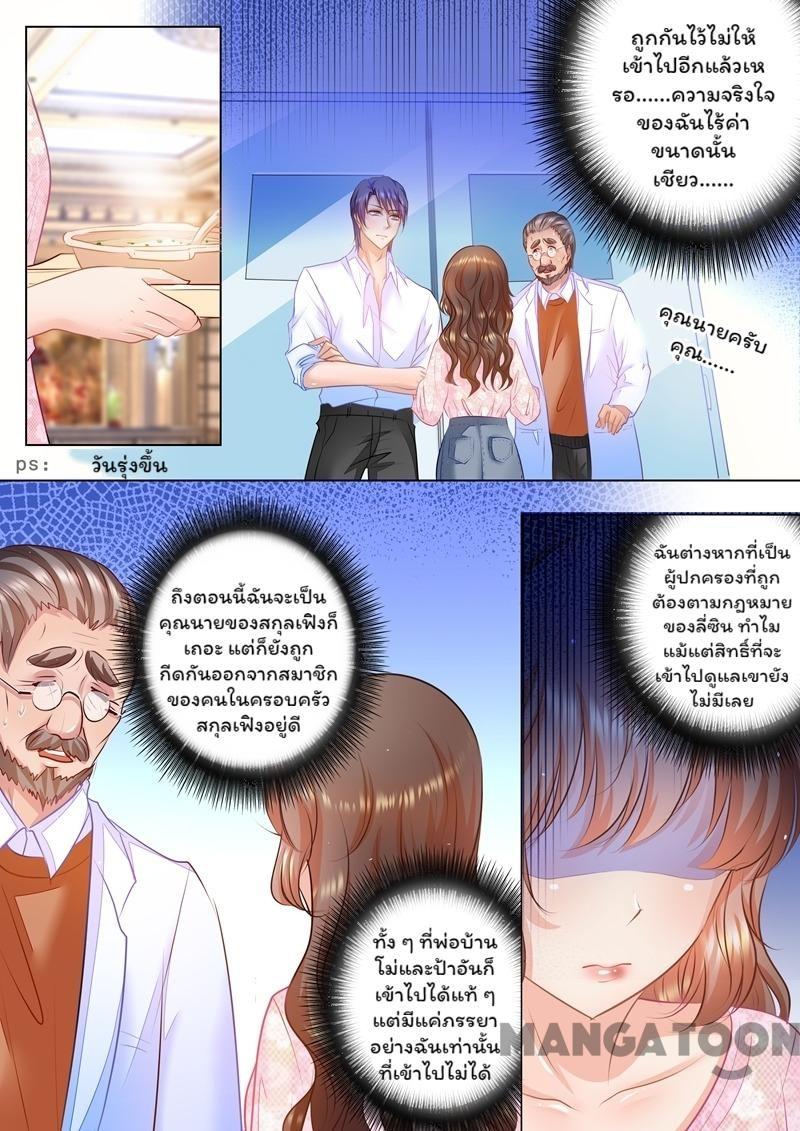 ถูกกันไว้ไม่ให้
เข้าไปอีกแล้วเห
รอ......ความจริงใจ
ของฉันไร้ค่า
ขนาดนั้น
เชียว......
คุณนายครับ
คุณ......
ps: วันรุ่งขึ้น
ถึงตอนนี้ฉันจะเป็น
คุณนายของสกุลเฟิงก็
เถอะ แต่ก็ยังถูก
กีดกันออกจากสมาชิก
ของคนในครอบครัว
สกุลเฟิงอยู่ดี
ฉันต่างหากที่เป็น
ผู้ปกครองที่ถูก
ต้องตามกฎหมาย
ของลี่ซิน ทำไม
แม้แต่สิทธิ์ที่จะ
เข้าไปดูแลเขายัง
ไม่มีเลย
ทั้ง ๆ ที่พ่อบ้าน
โม่และป้าอันก็
เข้าไปได้แท้ ๆ
แต่มีแค่ภรรยา
อย่างฉันเท่านั้น
ที่เข้าไปไม่ได้
MANGATOON